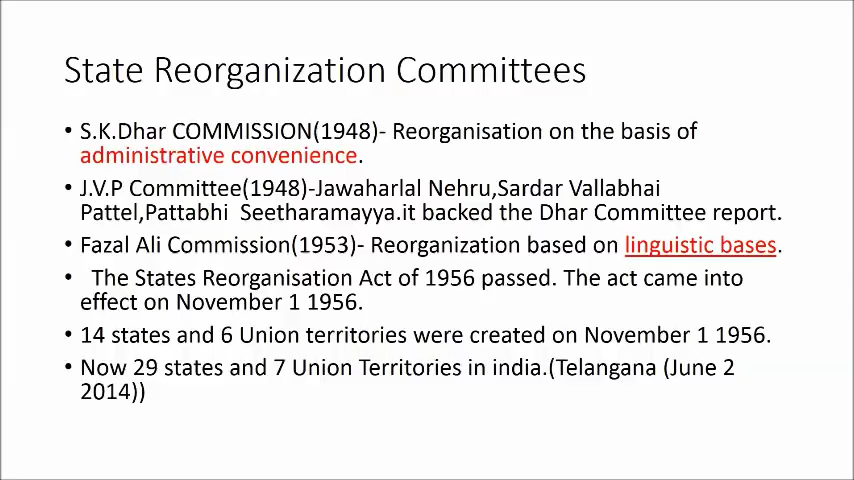 State Reorganization Committees
• S.K.Dhar COMMISSION(1948)- Reorganisation on the basis of
administrative convenience.
• J.V.P Committee(1948)-Jawaharlal Nehru,Sardar Vallabhai
Pattel,Pattabhi  Seetharamayya.it backed the Dhar Committee report.
• Fazal Ali Commission(1953)- Reorganization based on linguistic bases.
•  The States Reorganisation Act of 1956 passed. The act came into
effect on November 1 1956.
• 14 states and 6 Union territories were created on November 1 1956.
• Now 29 states and 7 Union Territories in india.(Telangana (June 2
2014))